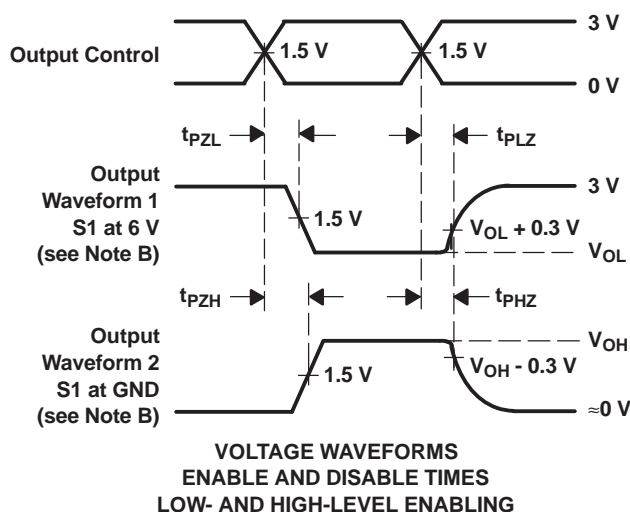 3 V
Output Control
1.5 V
1.5 V
0 V
tPZL
tPLZ
Output
Waveform 1
S1 at 6 V
(see Note B)
3 V
1.5 V
VOL + 0.3 V
VOL
tPZH
tPHZ
Output
Waveform 2
S1 at GND
(see Note B)
VOH
1.5 V
VOH - 0.3 V
≈0 V
VOLTAGE WAVEFORMS
ENABLE AND DISABLE TIMES
LOW- AND HIGH-LEVEL ENABLING